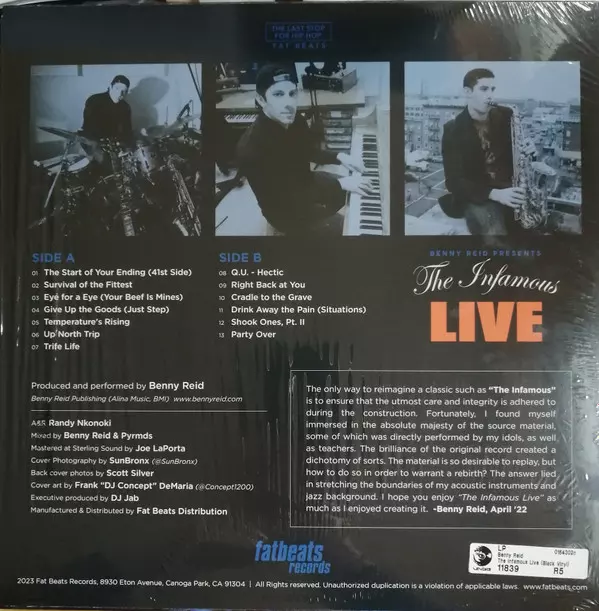 THE LAST STOP
FOR HIP HOP
FAT BEATS
SIDE A
01 The Start of Your Ending (41st Side)
02 Survival of the Fittest
03 Eye for a Eye (Your Beef Is Mines)
04 Give Up the Goods (Just Step)
05 Temperature's Rising
06 Up North Trip
07 Trife Life
SIDE B
08 Q.U. - Hectic
09 Right Back at You
10 Cradle to the Grave
11 Drink Away the Pain (Situations)
12 Shook Ones, Pt. II
13 Party Over
BENNY REID PRESENTS
The Infamous
LIVE
Produced and performed by Benny Reid
Benny Reid Publishing (Alina Music, BMI) www.bennyreid.com
A&R Randy Nkonoki
Mixed by Benny Reid & Pyrmds
Mastered at Sterling Sound by Joe LaPorta
Cover Photography by SunBronx (@SunBronx)
Back cover photos by Scott Silver
Cover art by Frank "DJ Concept" DeMaria (@Concept1200)
Executive produced by DJ Jab
Manufactured & Distributed by Fat Beats Distribution
The only way to reimagine a classic such as "The Infamous"
is to ensure that the utmost care and integrity is adhered to
during the construction. Fortunately, I found myself
immersed in the absolute majesty of the source material,
some of which was directly performed by my idols, as well
as teachers. The brilliance of the original record created a
dichotomy of sorts. The material is so desirable to replay, but
how to do so in order to warrant a rebirth? The answer lied
in stretching the boundaries of my acoustic instruments and
jazz background. I hope you enjoy "The Infamous Live" as
much as I enjoyed creating it. -Benny Reid, April '22
fatbeats
records
LP
Benny Reid
The Infamous Live (Black Vinyl)
11839
R5
2023 Fat Beats Records, 8930 Eton Avenue, Canoga Park, CA 91304 | All Rights reserved. Unauthorized duplication is a violation of applicable laws. www.fatbeats.com